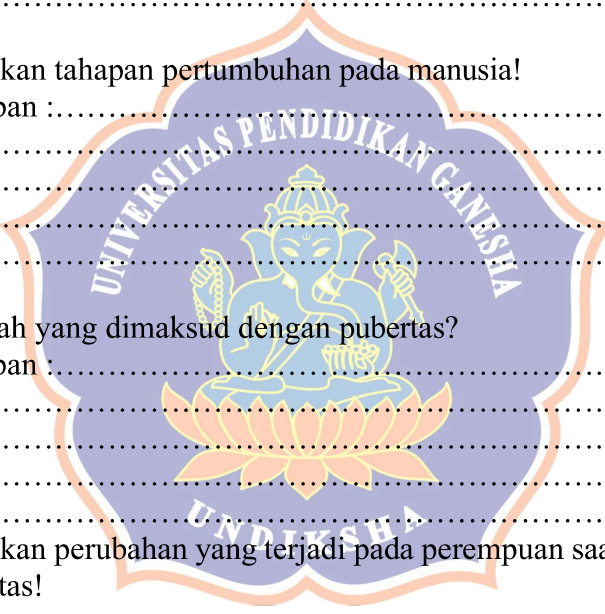 kan tahapan pertumbuhan pada manusia!
pan :..........................................................
UNIVERSITAS PENDIDIKAN GANESHA
ah yang dimaksud dengan pubertas?
pan :..........................................................
UNDIKSHA
kan perubahan yang terjadi pada perempuan saa
tas!